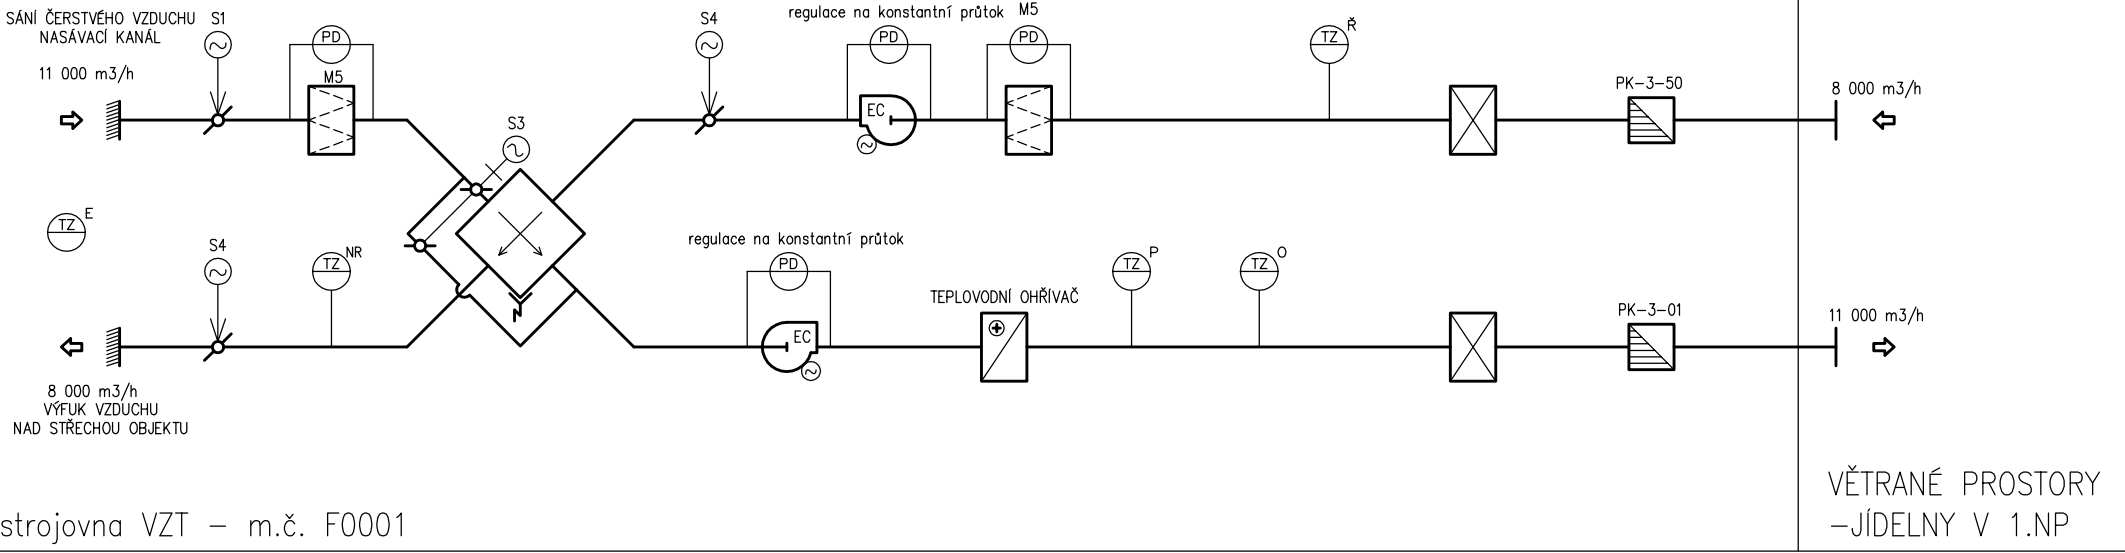 SÁNÍ ČERSTVÉHO VZDUCHU
NASÁVACÍ KANÁL
11 000 m3/h
S1
PD
M5
S3
S4
regulace na konstantní průtok
PD
EC
M5
PD
TZ Ř
PK-3-50
8 000 m3/h
TZ E
S4
TZ NR
regulace na konstantní průtok
PD
EC
TEPLOVODNÍ OHŘÍVAČ
TZ P
TZ O
PK-3-01
11 000 m3/h
8 000 m3/h
VÝFUK VZDUCHU
NAD STŘECHOU OBJEKTU
strojovna VZT – m.č. F0001
VĚTRANÉ PROSTORY
-JÍDELNY V 1.NP